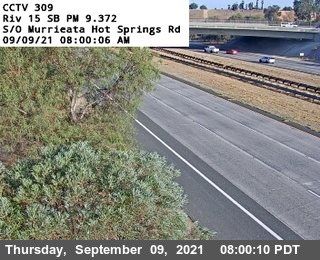 CCTV 309
Riv 15 SB PM 9.372
S/O Murrieata Hot Springs Rd
09/09/21 08:00:06 AM
Thursday, September 09, 2021 08:00:10 PDT